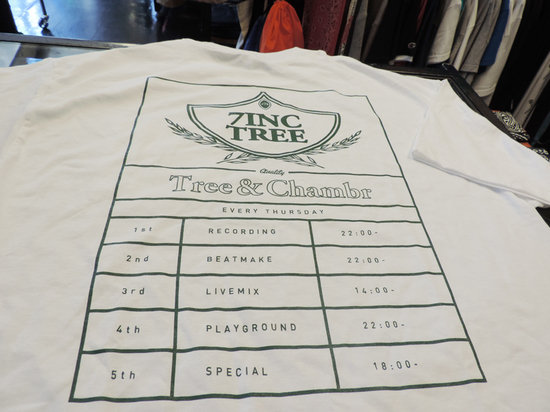 7INC
TREE
Quality
Tree & Chambr
EVERY THURSDAY
1st RECORDING 22:00-
2nd BEATMAKE 22:00-
3rd LIVEMIX 14:00-
4th PLAYGROUND 22:00-
5th SPECIAL 18:00-